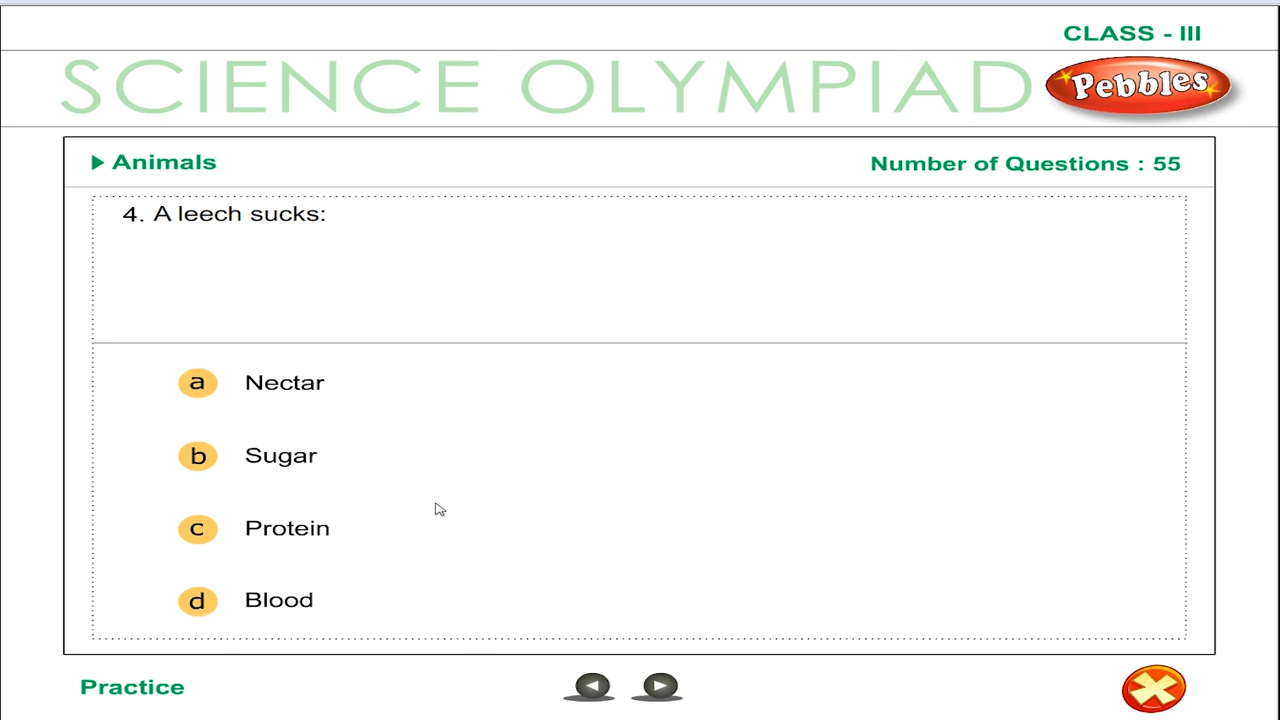 CLASS - III
SCIENCE OLYMPIAD
Pebbles
Animals
Number of Questions : 55
4. A leech sucks:
a Nectar
b Sugar
c Protein
d Blood
Practice